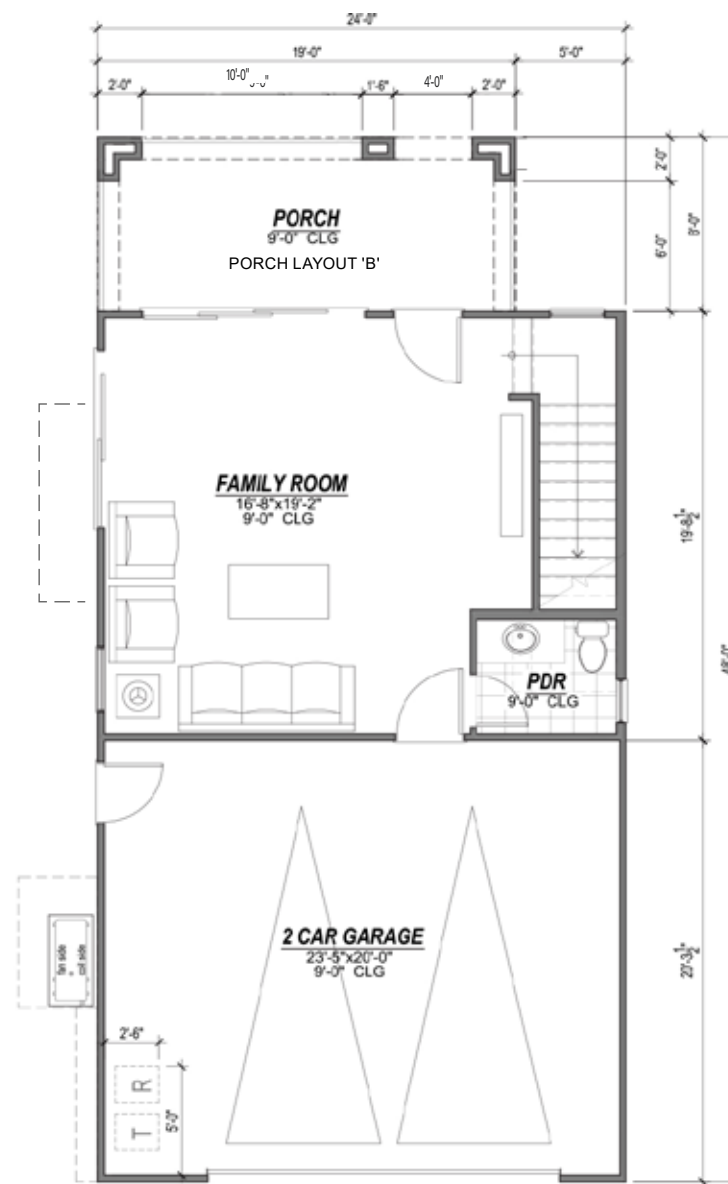 24'-0"
19'-0"
5'-0"
2'-0"
10'-0"
1'-6"
4'-0"
2'-0"
PORCH
9'-0" CLG
PORCH LAYOUT 'B'
2'-0"
6'-0"
8'-0"
FAMILY ROOM
16'-8"x19'-2"
9'-0" CLG
19'-8½"
PDR
9'-0" CLG
48'-0"
2 CAR GARAGE
23'-5"x20'-0"
9'-0" CLG
fan side
coil side
2'-6"
R
T
5'-0"